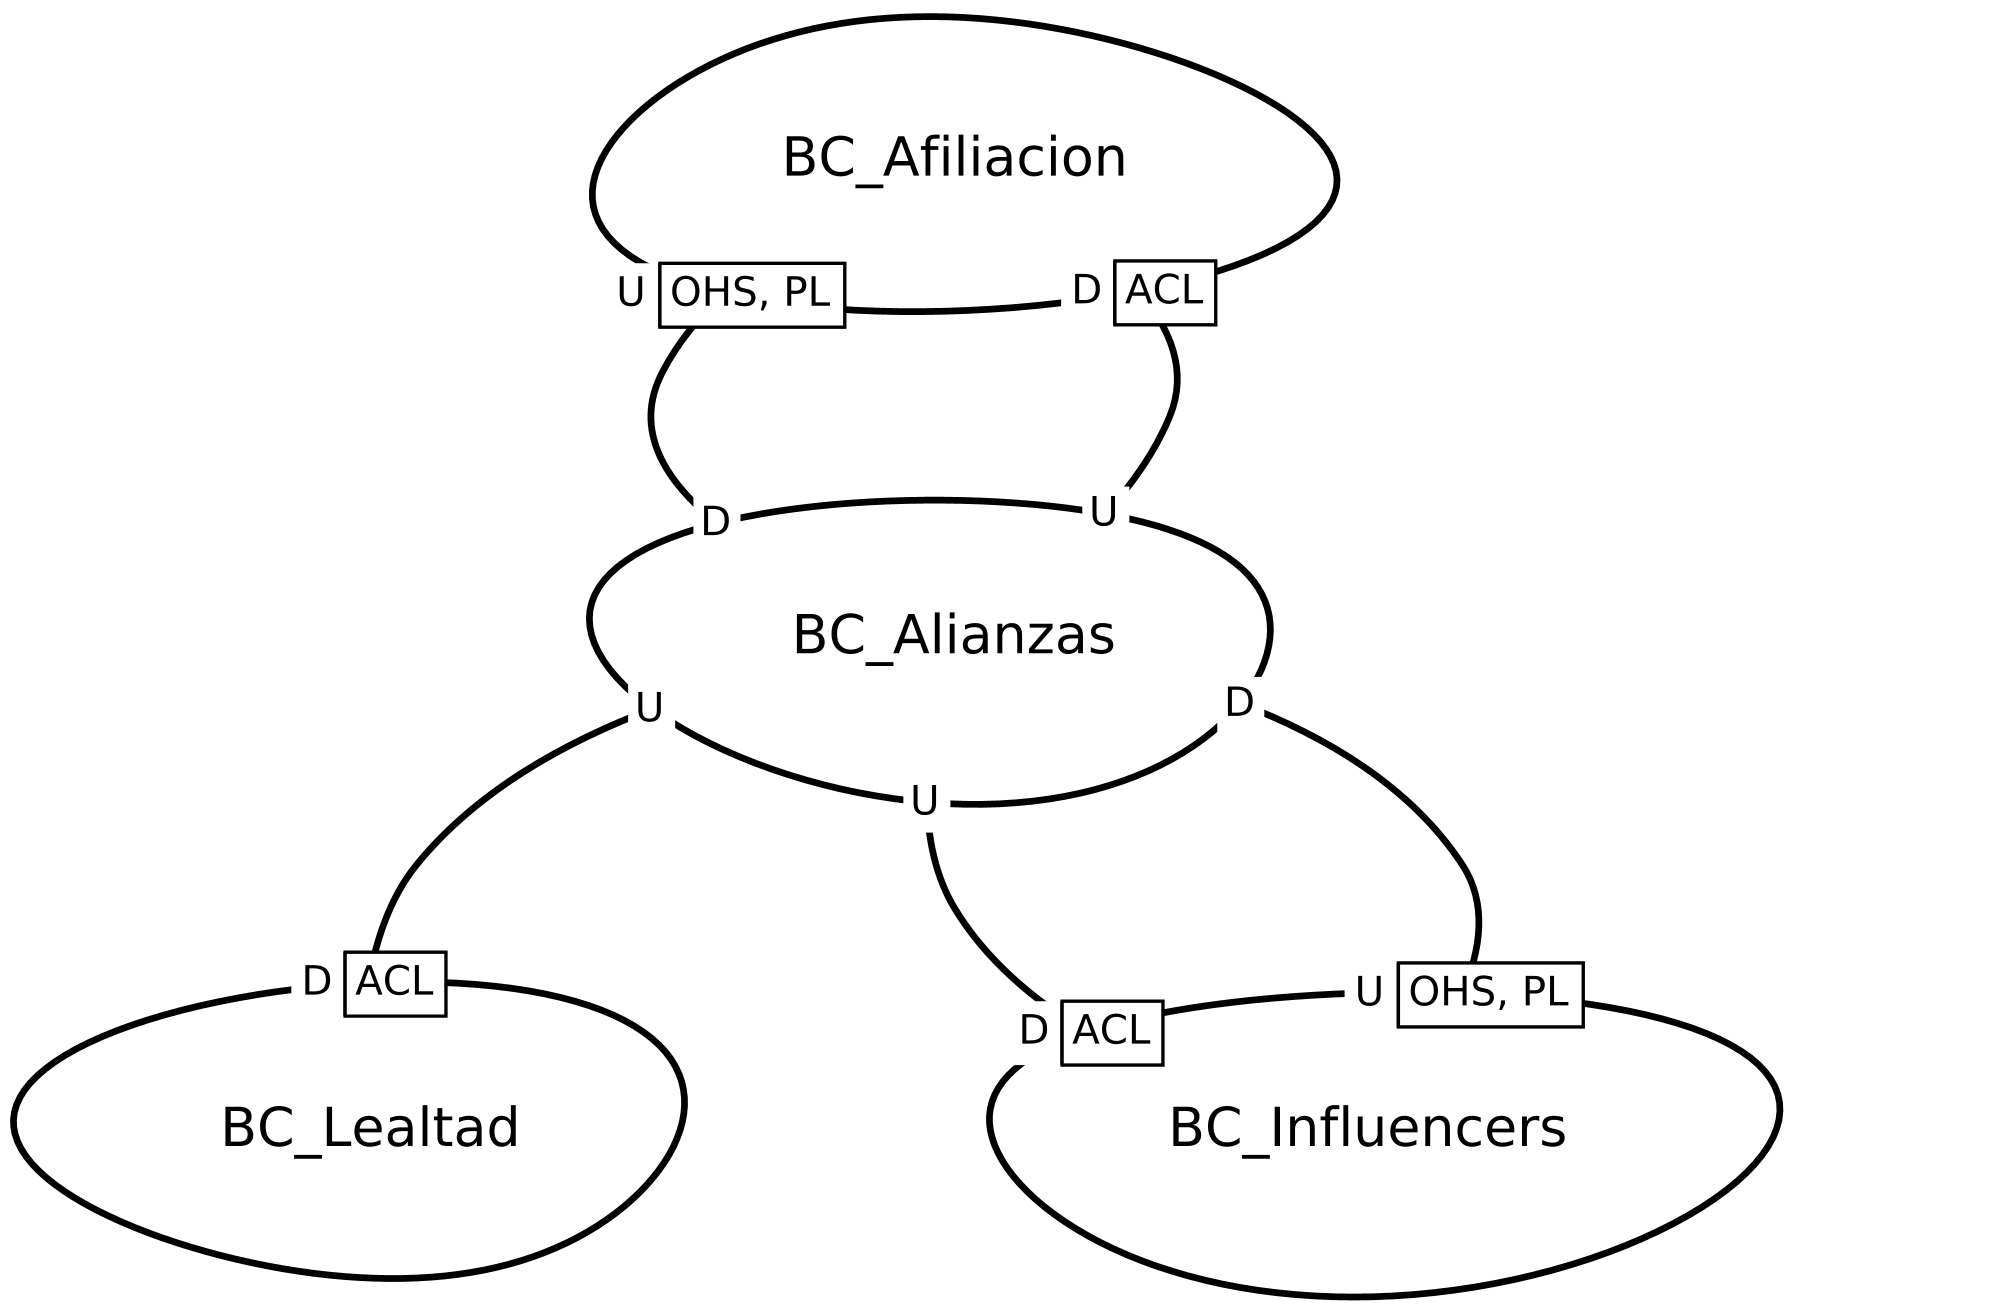 BC_Afiliacion
U OHS, PL
D ACL
D
U
BC_Alianzas
U
D
U
D ACL
U OHS, PL
D ACL
BC_Lealtad
BC_Influencers